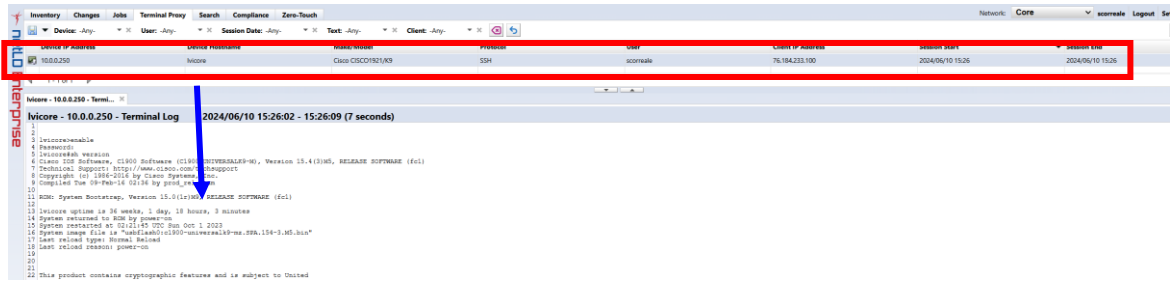 Inventory Changes Jobs Terminal Proxy Search Compliance Zero-Touch Network: Core scorreale Logout
Device: -Any- User: -Any- Session Date: -Any- Text: -Any- Client: -Any-
Device IP Address Device Hostname Make/Model Protocol User Client IP Address Session Start Session End
10.0.0.250 lvicore Cisco CISCO1921/K9 SSH scorreale 76.184.233.100 2024/06/10 15:26 2024/06/10 15:26
lvicore - 10.0.0.250 - Termi...
lvicore - 10.0.0.250 - Terminal Log 2024/06/10 15:26:02 - 15:26:09 (7 seconds)
1
2
3 lvicore>enable
4 Password:
5 lvicore#sh version
6 Cisco IOS Software, C1900 Software (C1900-UNIVERSALK9-M), Version 15.4(3)M5, RELEASE SOFTWARE (fc1)
7 Technical Support: http://www.cisco.com/techsupport
8 Copyright (c) 1986-2016 by Cisco Systems, Inc.
9 Compiled Tue 09-Feb-16 02:36 by
10
11 ROM: System Bootstrap, Version 15.0(1r) RELEASE SOFTWARE (fc1)
12
13 lvicore uptime is 36 weeks, 1 day, 18 hours, 3 minutes
14 System returned to ROM by power-on
15 System restarted at 02:21:45 UTC Sun Oct 1 2023
16 System image file is "usbflash0:c1900-universalk9-mz.SPA.154-3.M5.bin"
17 Last reload type: Normal Reload
18 Last reload reason: power-on
19
20
21
22 This product contains cryptographic features and is subject to United
Enterprise